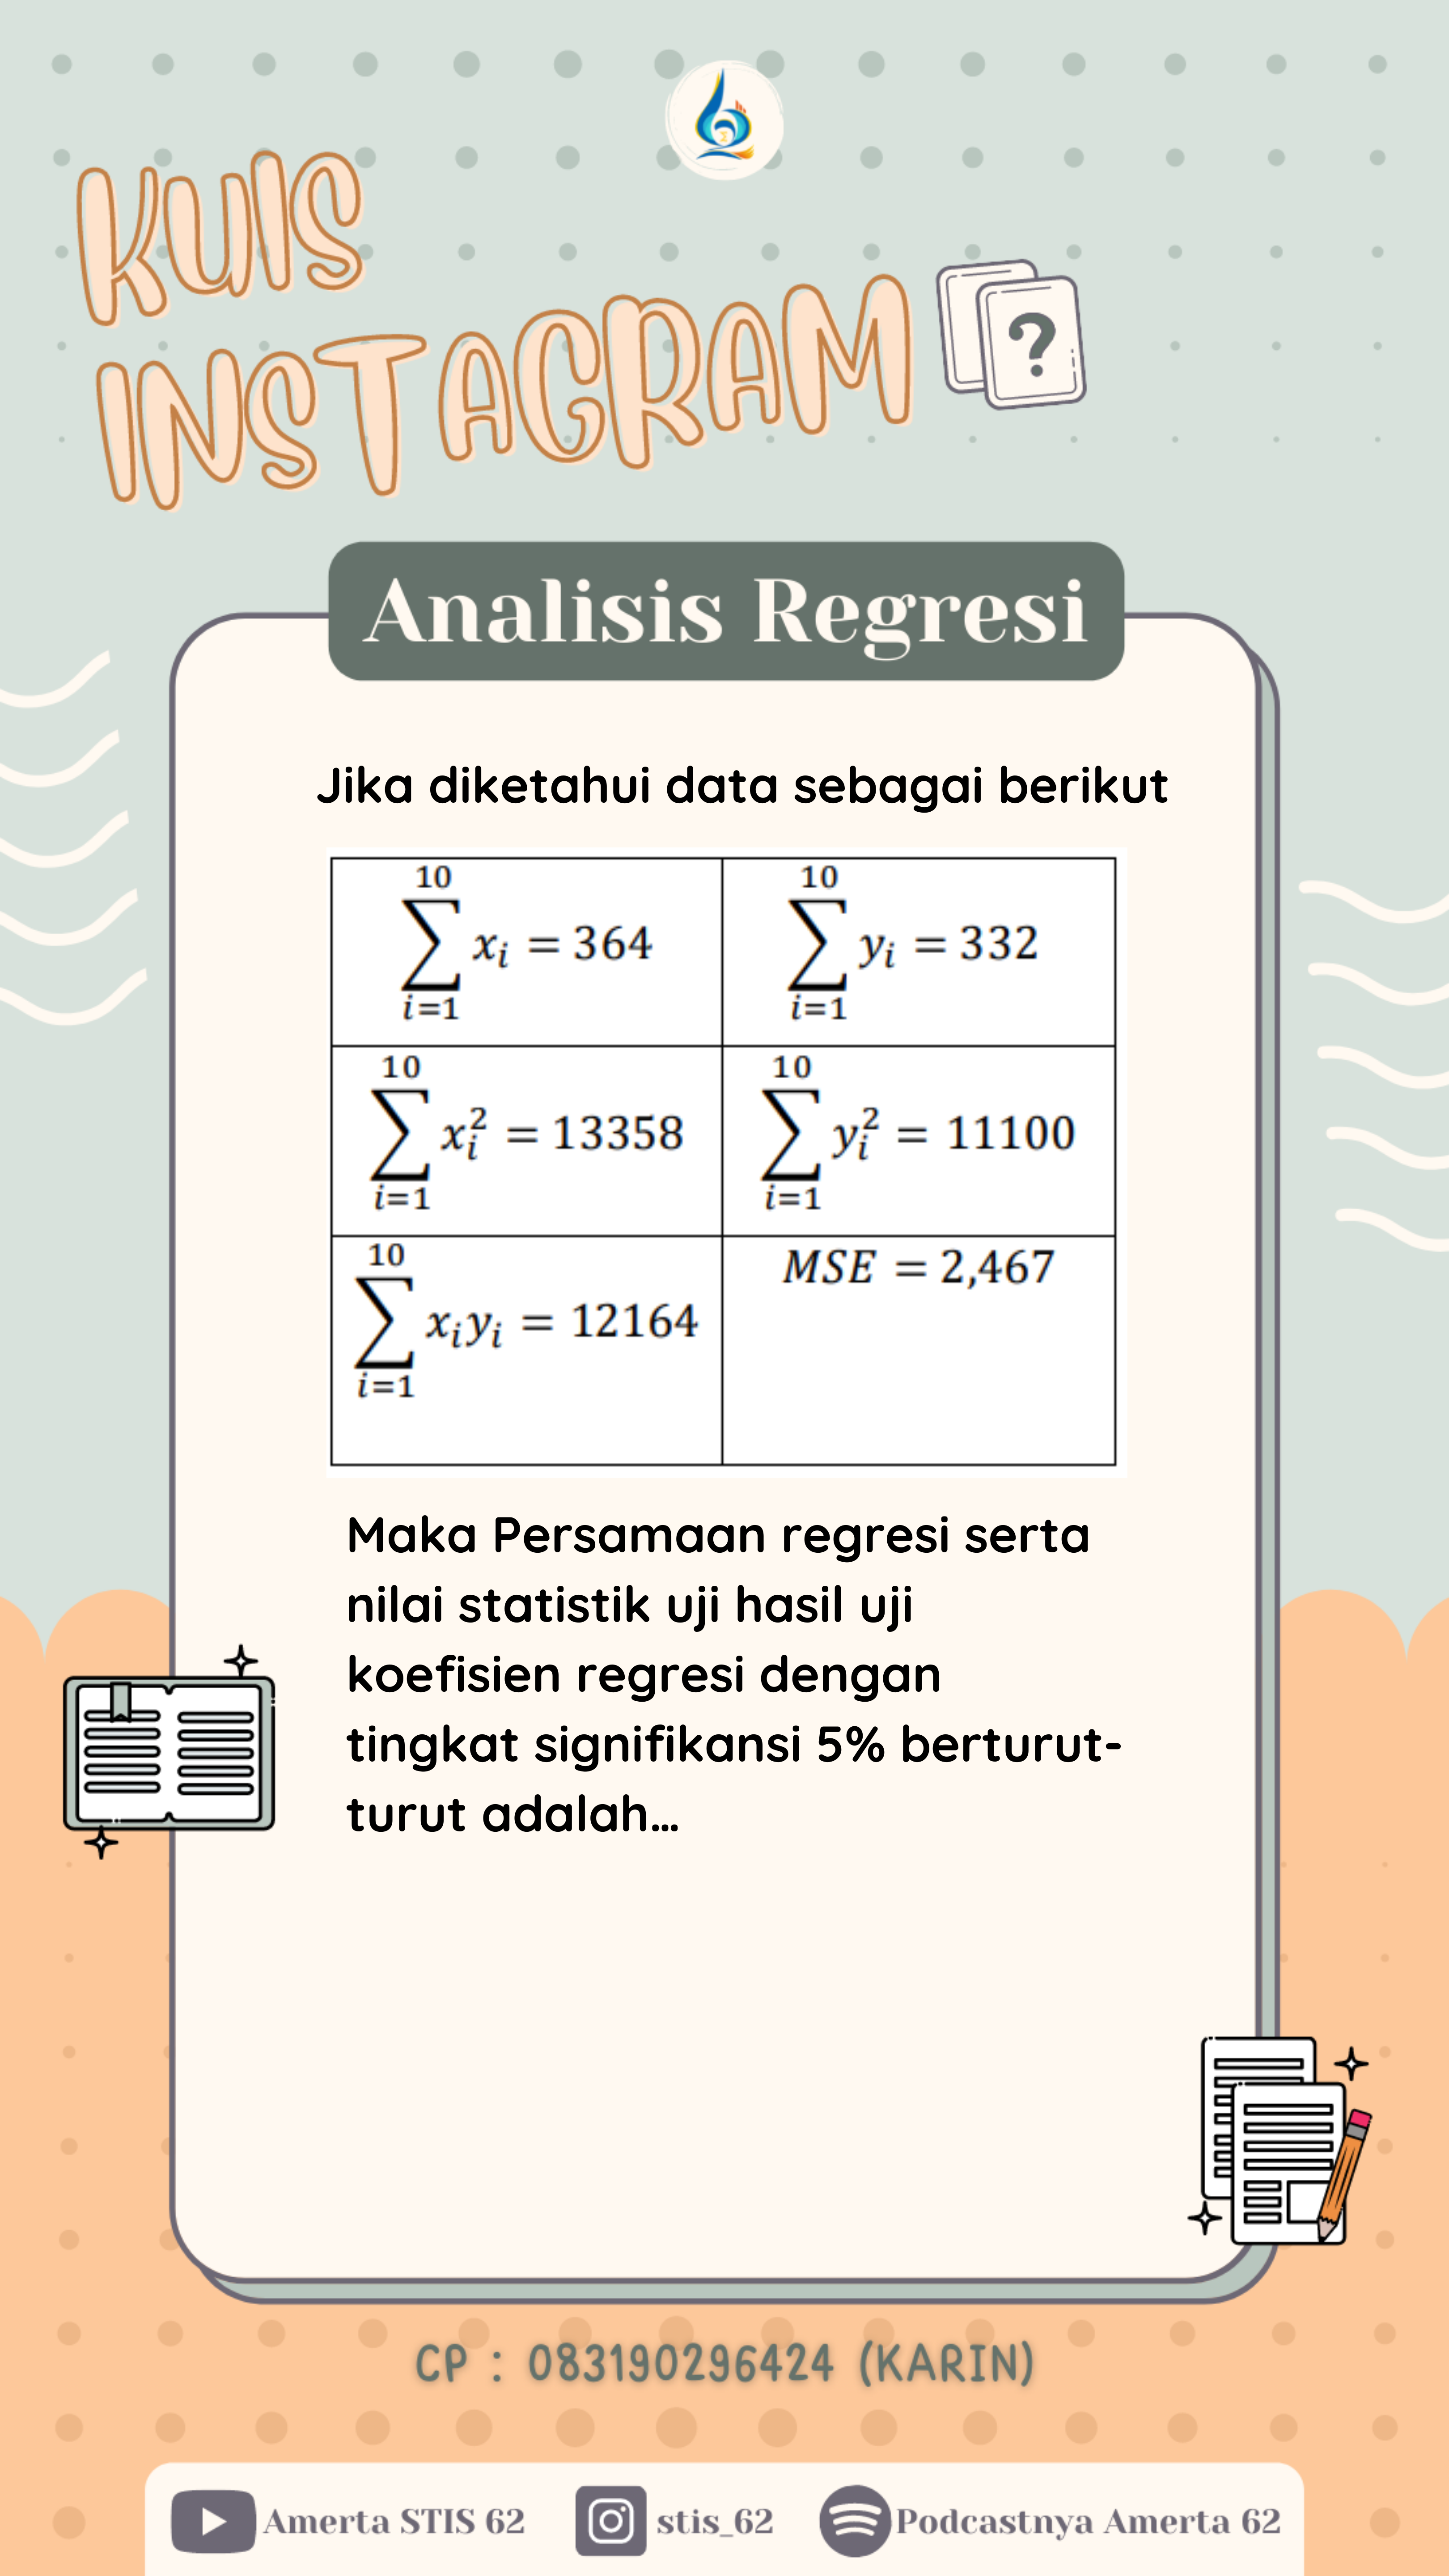 KUIS
INSTAGRAM
?
Analisis Regresi
Jika diketahui data sebagai berikut
\sum_{i=1}^{10} x_i = 364
\sum_{i=1}^{10} y_i = 332
\sum_{i=1}^{10} x_i^2 = 13358
\sum_{i=1}^{10} y_i^2 = 11100
\sum_{i=1}^{10} x_i y_i = 12164
MSE = 2,467
Maka Persamaan regresi serta
nilai statistik uji hasil uji
koefisien regresi dengan
tingkat signifikansi 5% berturut-
turut adalah...
CP : 083190296424 (KARIN)
Amerta STIS 62
stis_62
Podcastnya Amerta 62